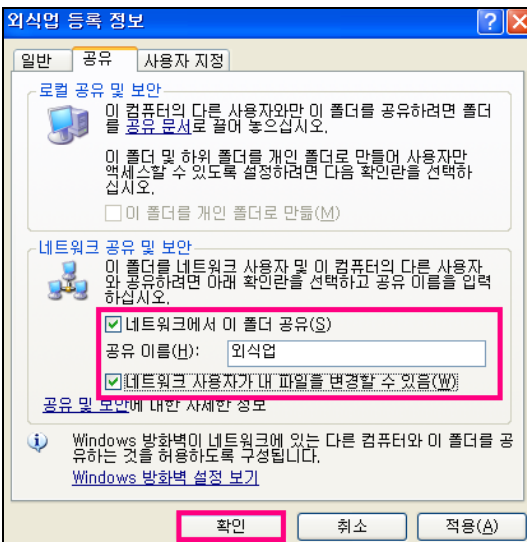 외식업 등록 정보
일반 공유 사용자 지정
로컬 공유 및 보안
이 컴퓨터의 다른 사용자와만 이 폴더를 공유하려면 폴더
를 공유 문서로 끌어 놓으십시오.
이 폴더 및 하위 폴더를 개인 폴더로 만들어 사용자만
액세스할 수 있도록 설정하려면 다음 확인란을 선택하
십시오.
이 폴더를 개인 폴더로 만듦(M)
네트워크 공유 및 보안
이 폴더를 네트워크 사용자 및 이 컴퓨터의 다른 사용자
와 공유하려면 아래 확인란을 선택하고 공유 이름을 입력
하십시오.
네트워크에서 이 폴더 공유(S)
공유 이름(H): 외식업
네트워크 사용자가 내 파일을 변경할 수 있음(W)
공유 및 보안에 대한 자세한 정보
Windows 방화벽이 네트워크에 있는 다른 컴퓨터와 이 폴더를 공
유하는 것을 허용하도록 구성됩니다.
Windows 방화벽 설정 보기
확인 취소 적용(A)